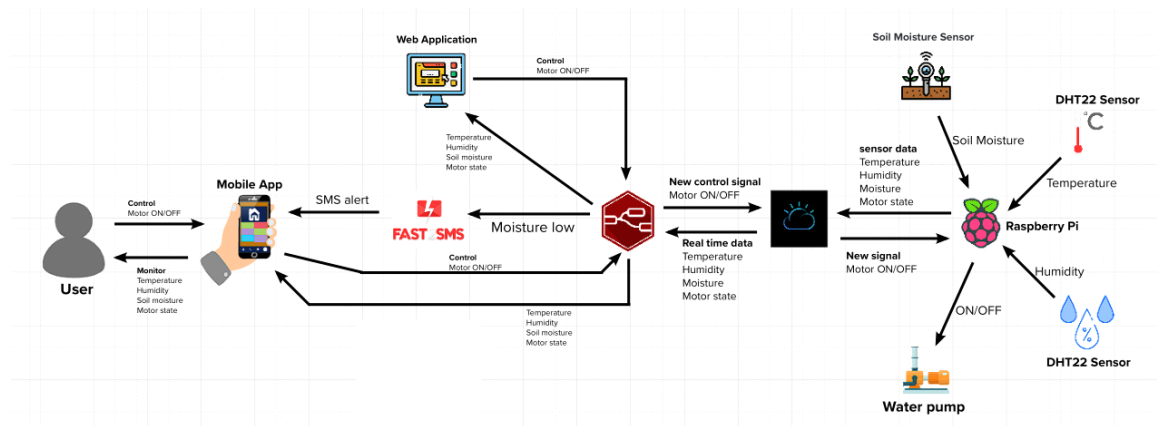 Web Application
Control
Motor ON/OFF
Temperature
Humidity
Soil moisture
Motor state
Soil Moisture Sensor
DHT22 Sensor
°C
Soil Moisture
Temperature
sensor data
Temperature
Humidity
Moisture
Motor state
Mobile App
Control
Motor ON/OFF
SMS alert
FAST2SMS
Moisture low
New control signal
Motor ON/OFF
Raspberry Pi
User
Monitor
Temperature
Humidity
Soil moisture
Motor state
Control
Motor ON/OFF
Real time data
Temperature
Humidity
Moisture
Motor state
New signal
Motor ON/OFF
Humidity
Temperature
Humidity
Soil moisture
Motor state
ON/OFF
%
DHT22 Sensor
Water pump